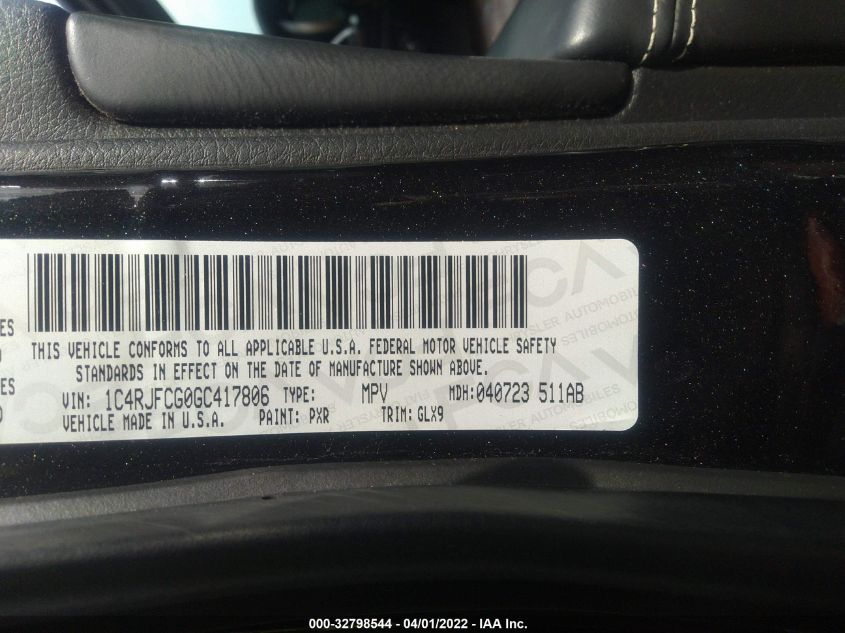 ES
THIS VEHICLE CONFORMS TO ALL APPLICABLE U.S.A. FEDERAL MOTOR VEHICLE SAFETY
STANDARDS IN EFFECT ON THE DATE OF MANUFACTURE SHOWN ABOVE.
ES
VIN: 1C4RJFCG0GC417806 TYPE: MPV MDH: 040723 511AB
VEHICLE MADE IN U.S.A. PAINT: PXR TRIM: GLX9
000-32798544 - 04/01/2022 - IAA Inc.